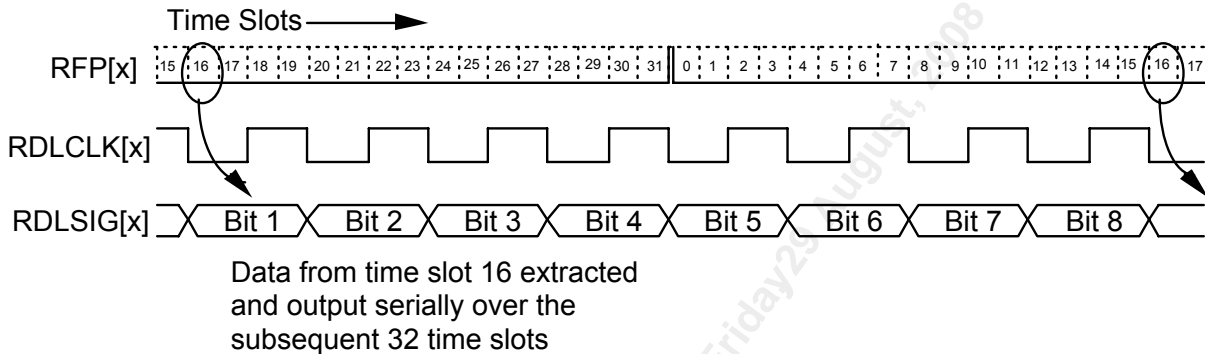 Time Slots
RFP[x] 15 16 17 18 19 20 21 22 23 24 25 26 27 28 29 30 31 0 1 2 3 4 5 6 7 8 9 10 11 12 13 14 15 16 17
RDLCLK[x]
RDLSIG[x] Bit 1 Bit 2 Bit 3 Bit 4 Bit 5 Bit 6 Bit 7 Bit 8
Data from time slot 16 extracted
and output serially over the
subsequent 32 time slots
Friday29 August, 2008